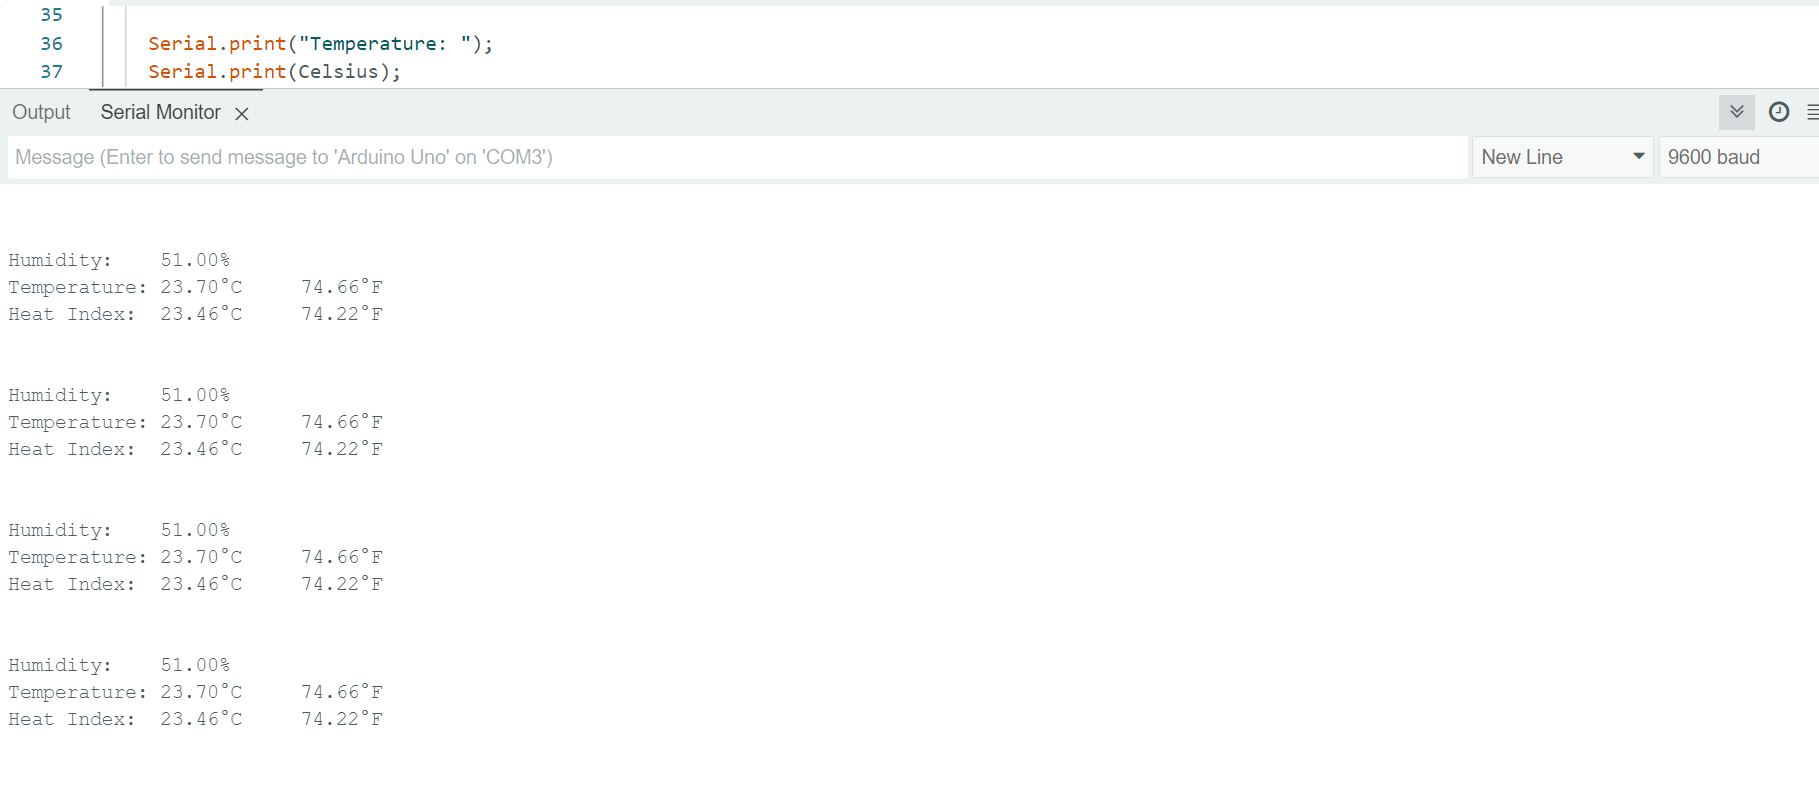 35
36 Serial.print("Temperature: ");
37 Serial.print(Celsius);
Output Serial Monitor
Message (Enter to send message to 'Arduino Uno' on 'COM3') New Line 9600 baud
Humidity: 51.00%
Temperature: 23.70°C 74.66°F
Heat Index: 23.46°C 74.22°F
Humidity: 51.00%
Temperature: 23.70°C 74.66°F
Heat Index: 23.46°C 74.22°F
Humidity: 51.00%
Temperature: 23.70°C 74.66°F
Heat Index: 23.46°C 74.22°F
Humidity: 51.00%
Temperature: 23.70°C 74.66°F
Heat Index: 23.46°C 74.22°F